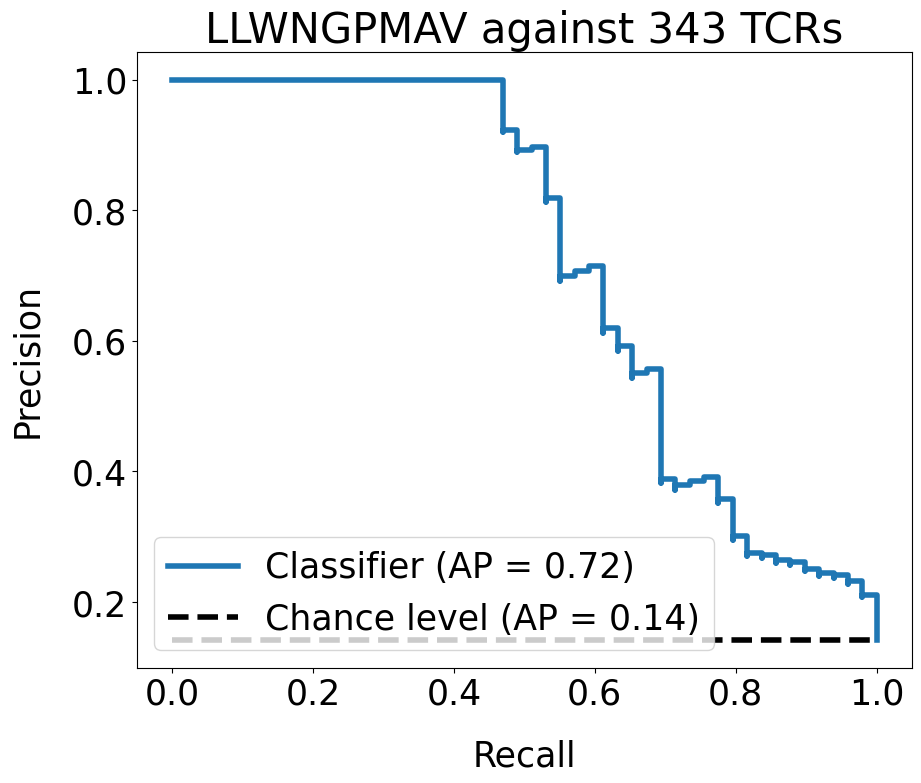 LLWNGPMAV against 343 TCRs
1.0
0.8
0.6
0.4
0.2
Precision
Classifier (AP = 0.72)
Chance level (AP = 0.14)
0.0 0.2 0.4 0.6 0.8 1.0
Recall